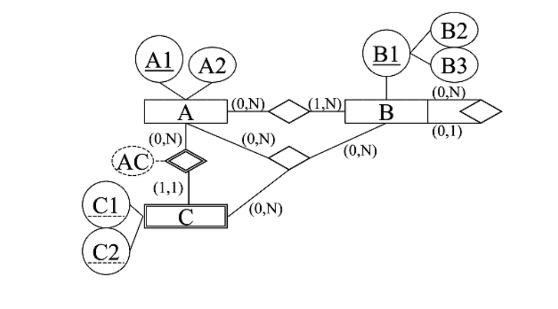 A1
A2
B1
B2
B3
A
(0,N)
(1,N)
B
(0,N)
(0,1)
(0,N)
(0,N)
(0,N)
AC
(1,1)
C1
C
(0,N)
C2